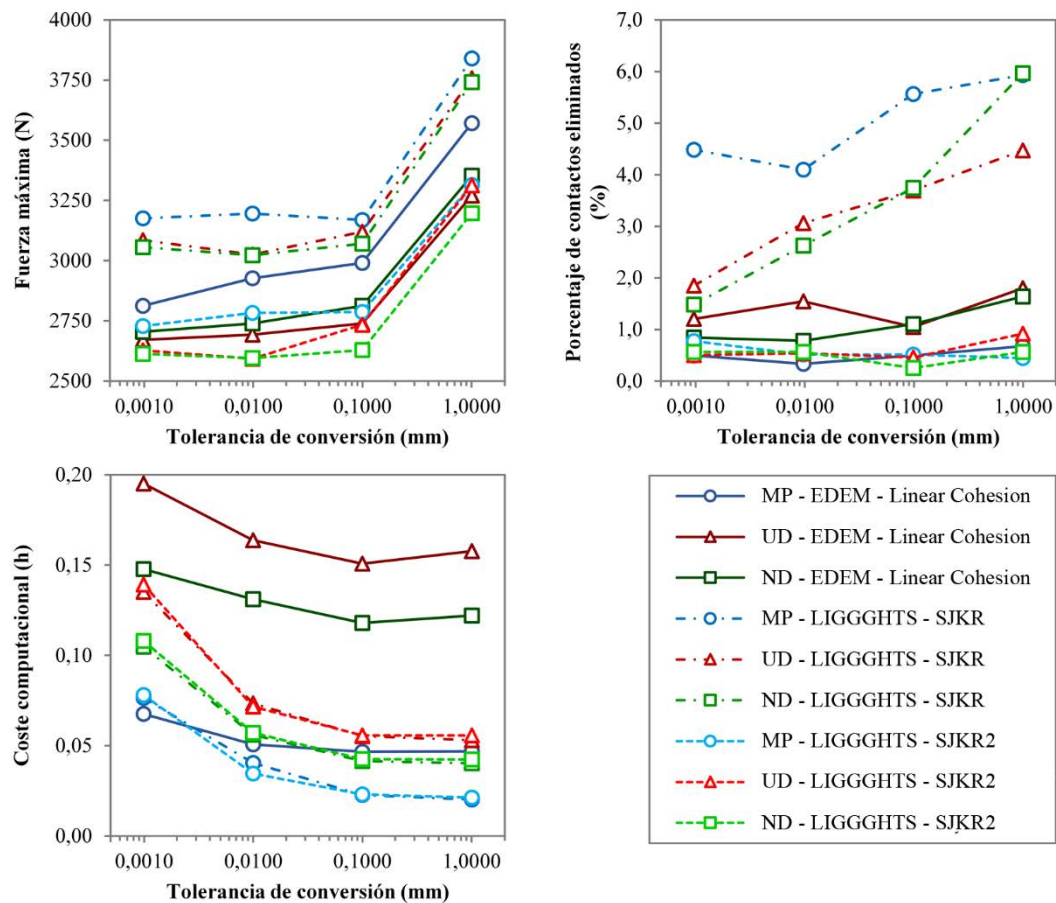 Fuerza máxima (N)
4000
3750
3500
3250
3000
2750
2500
0,0010 0,0100 0,1000 1,0000
Tolerancia de conversión (mm)
Porcentaje de contactos eliminados
(%)
7,0
6,0
5,0
4,0
3,0
2,0
1,0
0,0
0,0010 0,0100 0,1000 1,0000
Tolerancia de conversión (mm)
Coste computacional (h)
0,20
0,15
0,10
0,05
0,00
0,0010 0,0100 0,1000 1,0000
Tolerancia de conversión (mm)
MP - EDEM - Linear Cohesion
UD - EDEM - Linear Cohesion
ND - EDEM - Linear Cohesion
MP - LIGGGHTS - SJKR
UD - LIGGGHTS - SJKR
ND - LIGGGHTS - SJKR
MP - LIGGGHTS - SJKR2
UD - LIGGGHTS - SJKR2
ND - LIGGGHTS - SJKR2